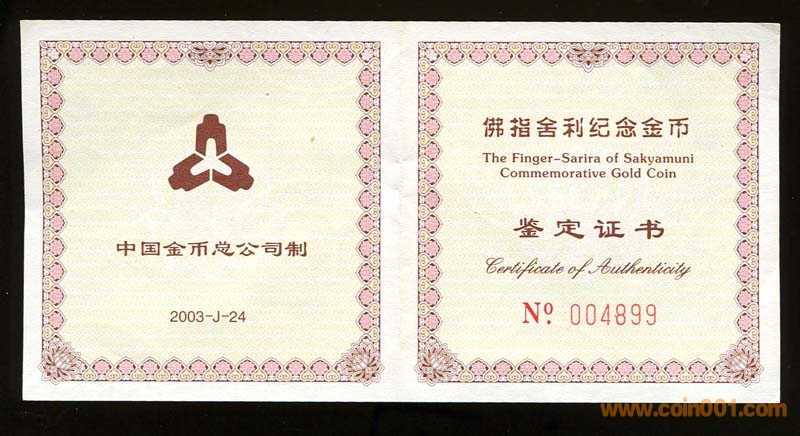 中国金币总公司制
2003-J-24
佛指舍利纪念金币
The Finger-Sarira of Sakyamuni
Commemorative Gold Coin
鉴定证书
Certificate of Authenticity
Nº. 004899
www.coin001.com